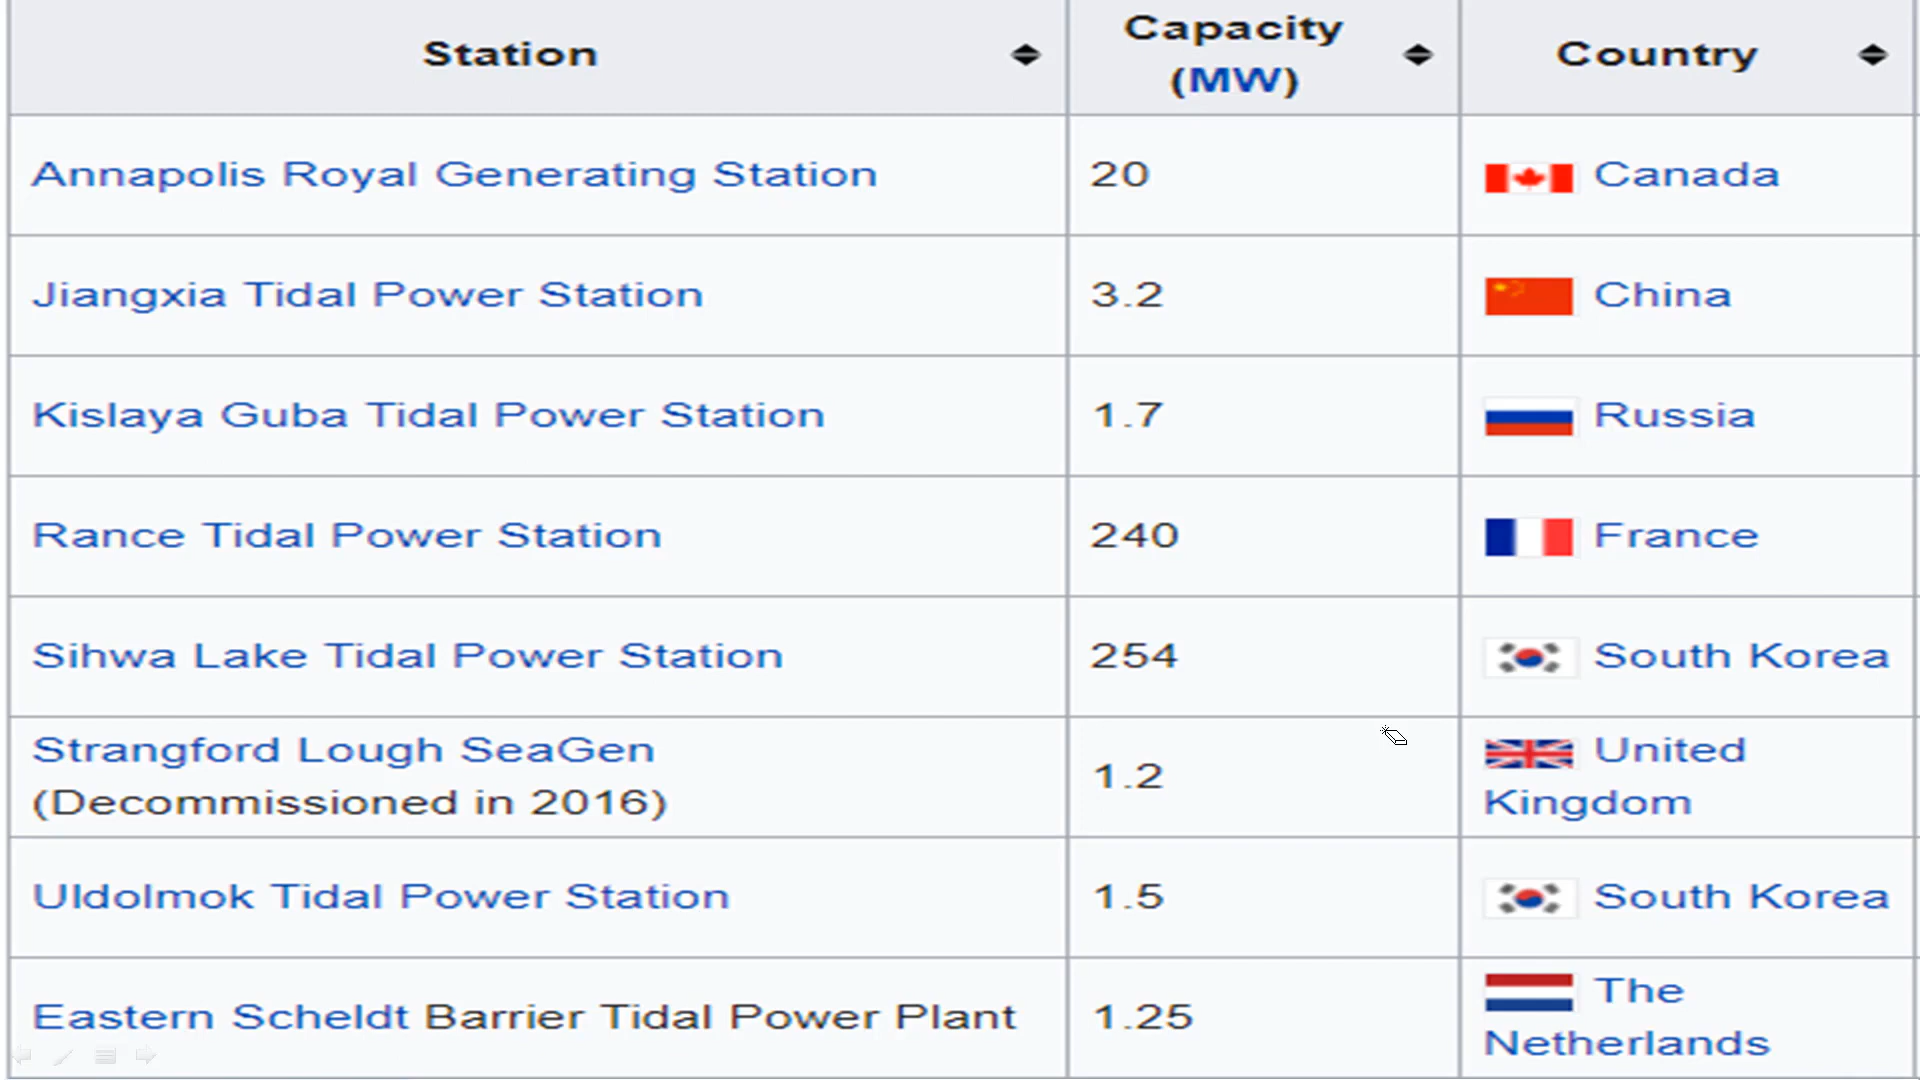 Station
Capacity
(MW)
Country
Annapolis Royal Generating Station
20
Canada
Jiangxia Tidal Power Station
3.2
China
Kislaya Guba Tidal Power Station
1.7
Russia
Rance Tidal Power Station
240
France
Sihwa Lake Tidal Power Station
254
South Korea
Strangford Lough SeaGen
(Decommissioned in 2016)
1.2
United
Kingdom
Uldolmok Tidal Power Station
1.5
South Korea
Eastern Scheldt Barrier Tidal Power Plant
1.25
The
Netherlands